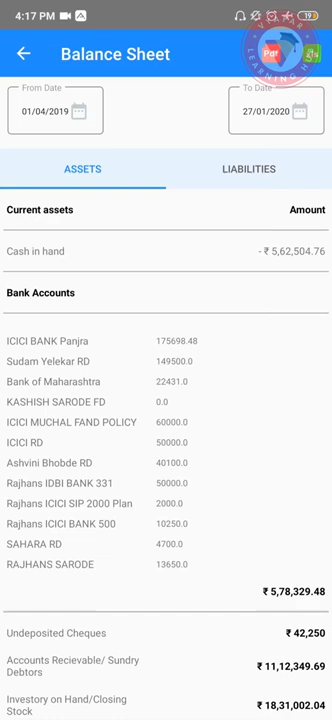 4:17 PM
19
Balance Sheet
Pdf
From Date
01/04/2019
To Date
27/01/2020
ASSETS
LIABILITIES
Current assets Amount
Cash in hand - ₹ 5,62,504.76
Bank Accounts
ICICI BANK Panjra 175698.48
Sudam Yelekar RD 149500.0
Bank of Maharashtra 22431.0
KASHISH SARODE FD 0.0
ICICI MUCHAL FAND POLICY 60000.0
ICICI RD 50000.0
Ashvini Bhobde RD 40100.0
Rajhans IDBI BANK 331 50000.0
Rajhans ICICI SIP 2000 Plan 2000.0
Rajhans ICICI BANK 500 10250.0
SAHARA RD 4700.0
RAJHANS SARODE 13650.0
₹ 5,78,329.48
Undeposited Cheques ₹ 42,250
Accounts Recievable/ Sundry
Debtors ₹ 11,12,349.69
Investory on Hand/Closing
Stock ₹ 18,31,002.04